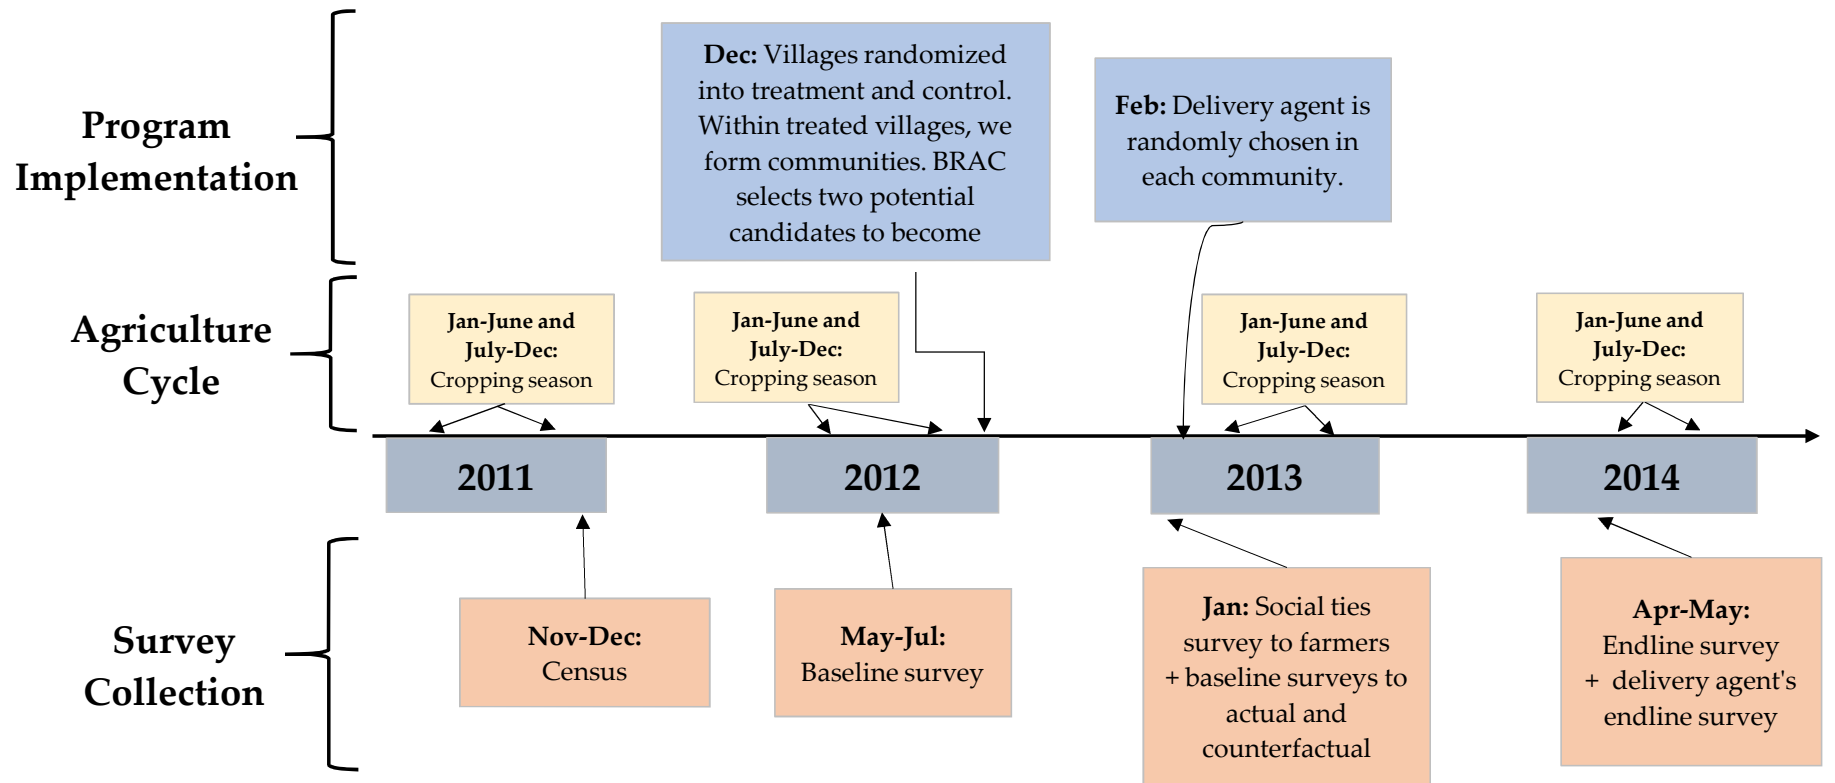 Program
Implementation
Dec: Villages randomized
into treatment and control.
Within treated villages, we
form communities. BRAC
selects two potential
candidates to become
Feb: Delivery agent is
randomly chosen in
each community.
Agriculture
Cycle
Jan-June and
July-Dec:
Cropping season
Jan-June and
July-Dec:
Cropping season
Jan-June and
July-Dec:
Cropping season
Jan-June and
July-Dec:
Cropping season
2011
2012
2013
2014
Survey
Collection
Nov-Dec:
Census
May-Jul:
Baseline survey
Jan: Social ties
survey to farmers
+ baseline surveys to
actual and
counterfactual
Apr-May:
Endline survey
+ delivery agent's
endline survey